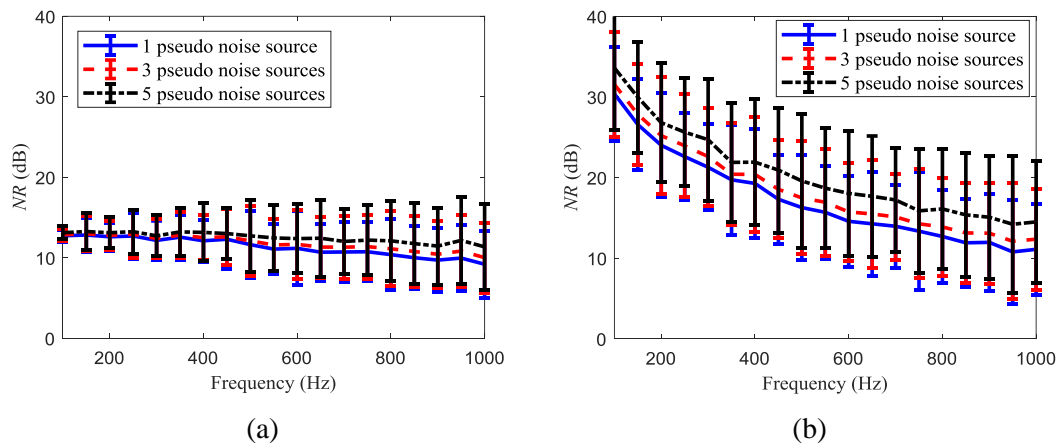 40
30
20
10
0
NR (dB)
1 pseudo noise source
3 pseudo noise sources
5 pseudo noise sources
200 400 600 800 1000
Frequency (Hz)
(a)
40
30
20
10
0
NR (dB)
1 pseudo noise source
3 pseudo noise sources
5 pseudo noise sources
200 400 600 800 1000
Frequency (Hz)
(b)